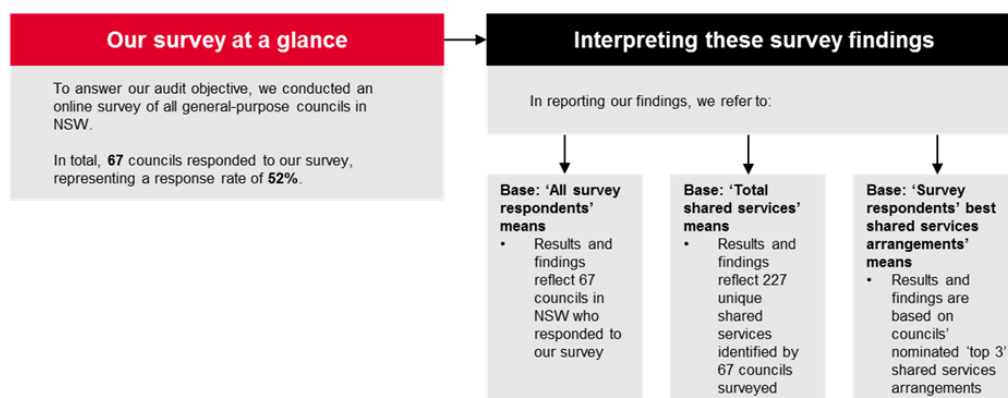 Our survey at a glance
To answer our audit objective, we conducted an
online survey of all general-purpose councils in
NSW.
In total, 67 councils responded to our survey,
representing a response rate of 52%.
Interpreting these survey findings
In reporting our findings, we refer to:
Base: ‘All survey
respondents’
means
• Results and
findings
reflect 67
councils in
NSW who
responded to
our survey
Base: ‘Total
shared services’
means
• Results and
findings
reflect 227
unique
shared
services
identified by
67 councils
surveyed
Base: ‘Survey
respondents’ best
shared services
arrangements’
means
• Results and
findings are
based on
councils’
nominated ‘top 3’
shared services
arrangements